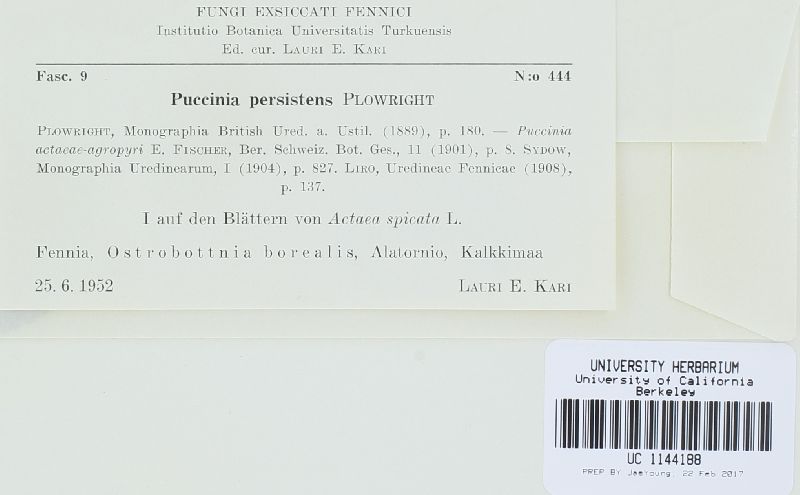 FUNGI EXSICCATI FENNICI
Institutio Botanica Universitatis Turkuensis
Ed. cur. LAURI E. KARI
Fasc. 9 N:o 444
Puccinia persistens PLOWRIGHT
PLOWRIGHT, Monographia British Ured. a. Ustil. (1889), p. 180. — Puccinia
actaeae-agropyri E. FISCHER, Ber. Schweiz. Bot. Ges., 11 (1901), p. 8. SYDOW,
Monographia Uredinearum, I (1904), p. 827. LIRO, Uredineae Fennicae (1908),
p. 137.
I auf den Blättern von Actaea spicata L.
Fennia, Ostrobottnia borealis, Alatornio, Kalkkimaa
25. 6. 1952 LAURI E. KARI
UNIVERSITY HERBARIUM
University of California
Berkeley
UC 1144188
PREP BY JaeYoung, 22 Feb 2017